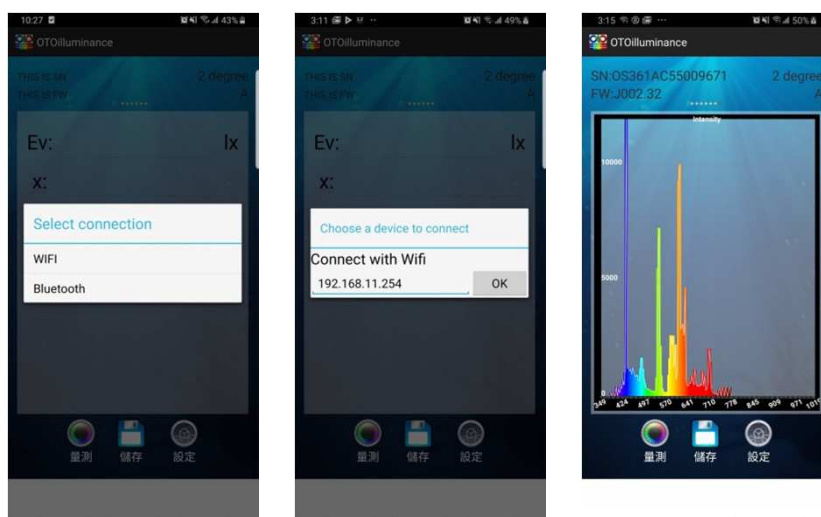 10:27
43%
OTOilluminance
THIS IS SN
2 degree
THIS IS FW
A
Ev:
lx
x:
Select connection
WIFI
Bluetooth
量測
儲存
設定
3:11
49%
OTOilluminance
THIS IS SN
2 degree
THIS IS FW
A
Ev:
lx
x:
Choose a device to connect
Connect with Wifi
192.168.11.254
OK
量測
儲存
設定
3:15
50%
OTOilluminance
SN:OS361AC55009671
2 degree
FW:J002.32
A
Intensity
10000
5000
0
349 424 497 570 641 710 778 845 909 971
量測
儲存
設定